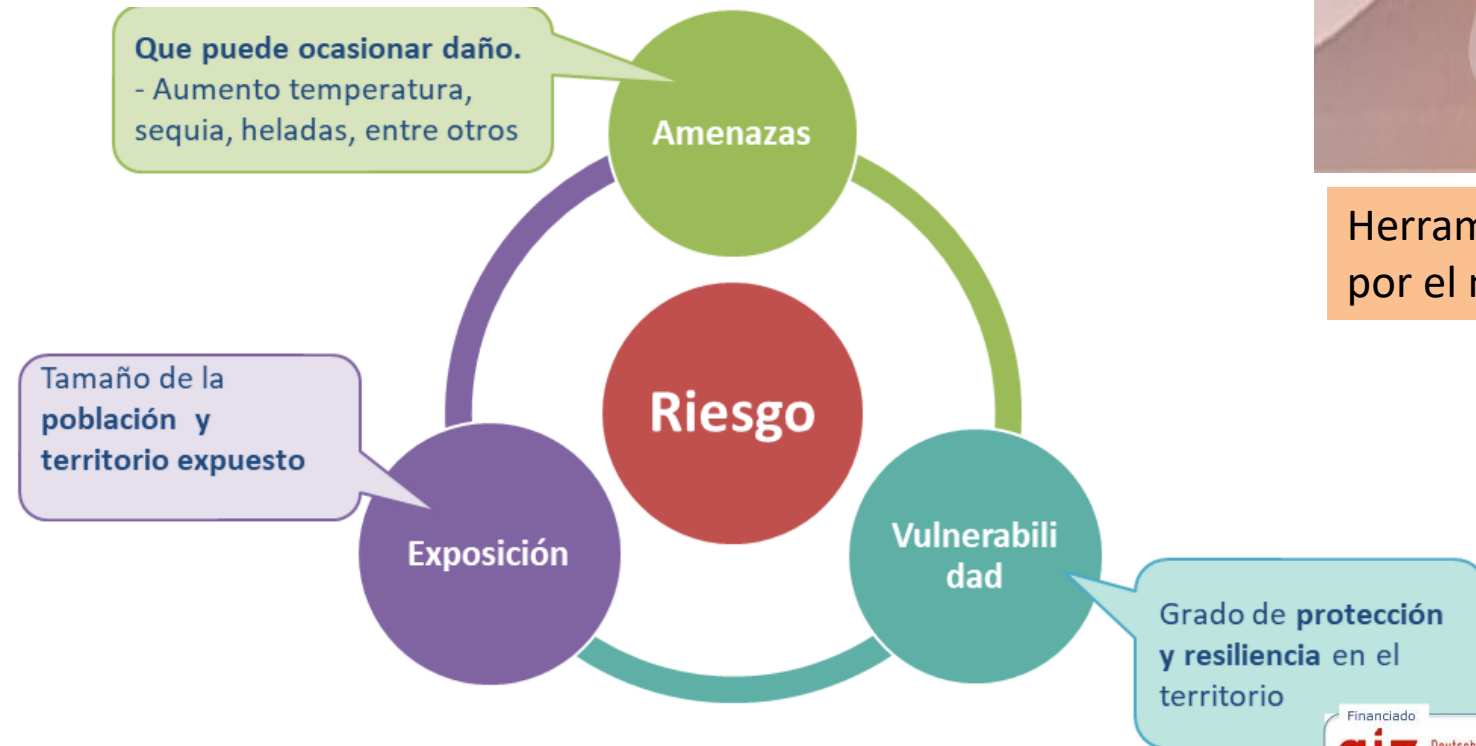 Que puede ocasionar daño.
- Aumento temperatura,
sequia, heladas, entre otros
Amenazas
Herram
por el
Tamaño de la
población y
territorio expuesto
Riesgo
Exposición
Vulnerabili
dad
Grado de protección
y resiliencia en el
territorio
Financiado
giz